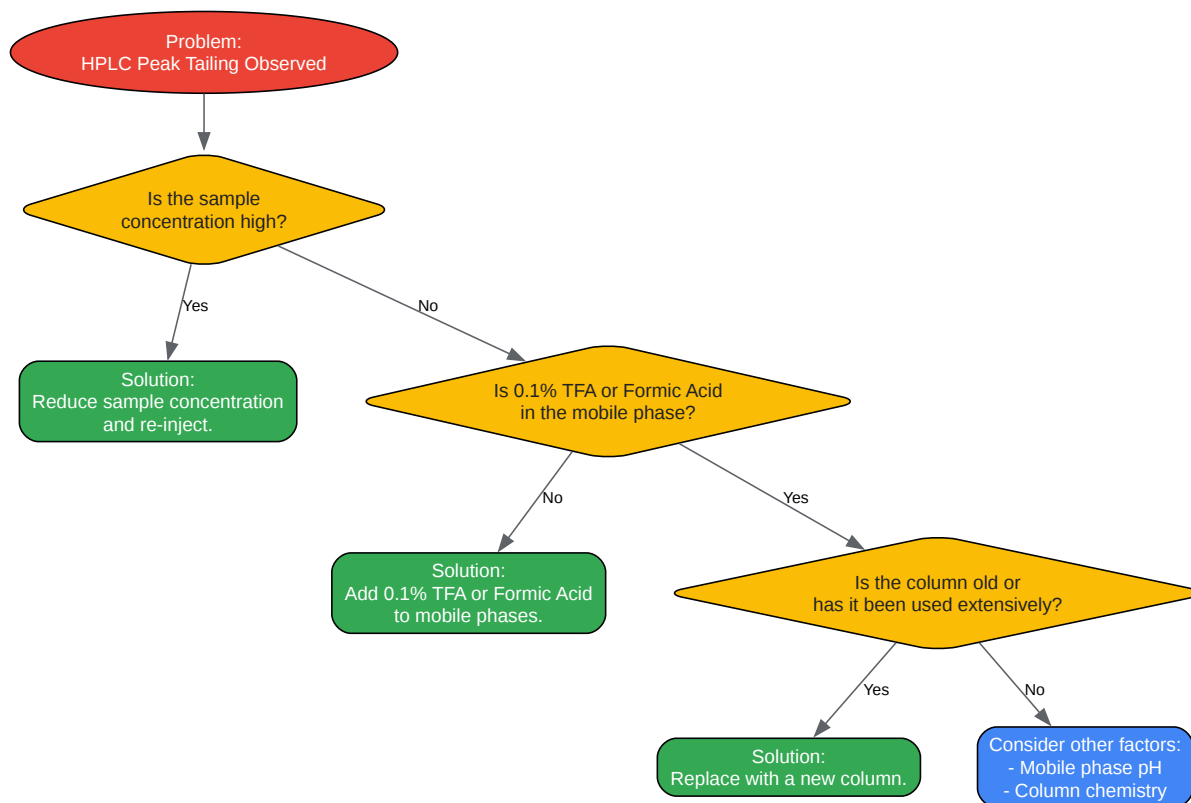 Problem:
HPLC Peak Tailing Observed
Is the sample
concentration high?
Yes
No
Solution:
Reduce sample concentration
and re-inject.
Is 0.1% TFA or Formic Acid
in the mobile phase?
No
Yes
Solution:
Add 0.1% TFA or Formic Acid
to mobile phases.
Is the column old or
has it been used extensively?
Yes
No
Solution:
Replace with a new column.
Consider other factors:
- Mobile phase pH
- Column chemistry